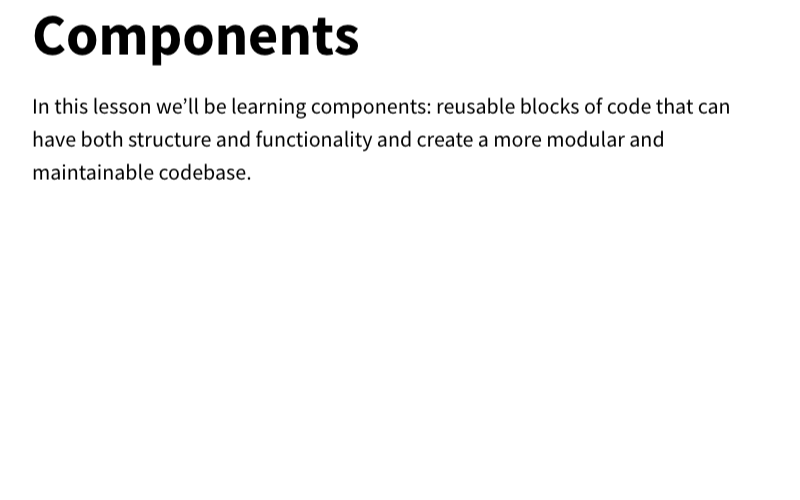 Components
In this lesson we’ll be learning components: reusable blocks of code that can
have both structure and functionality and create a more modular and
maintainable codebase.